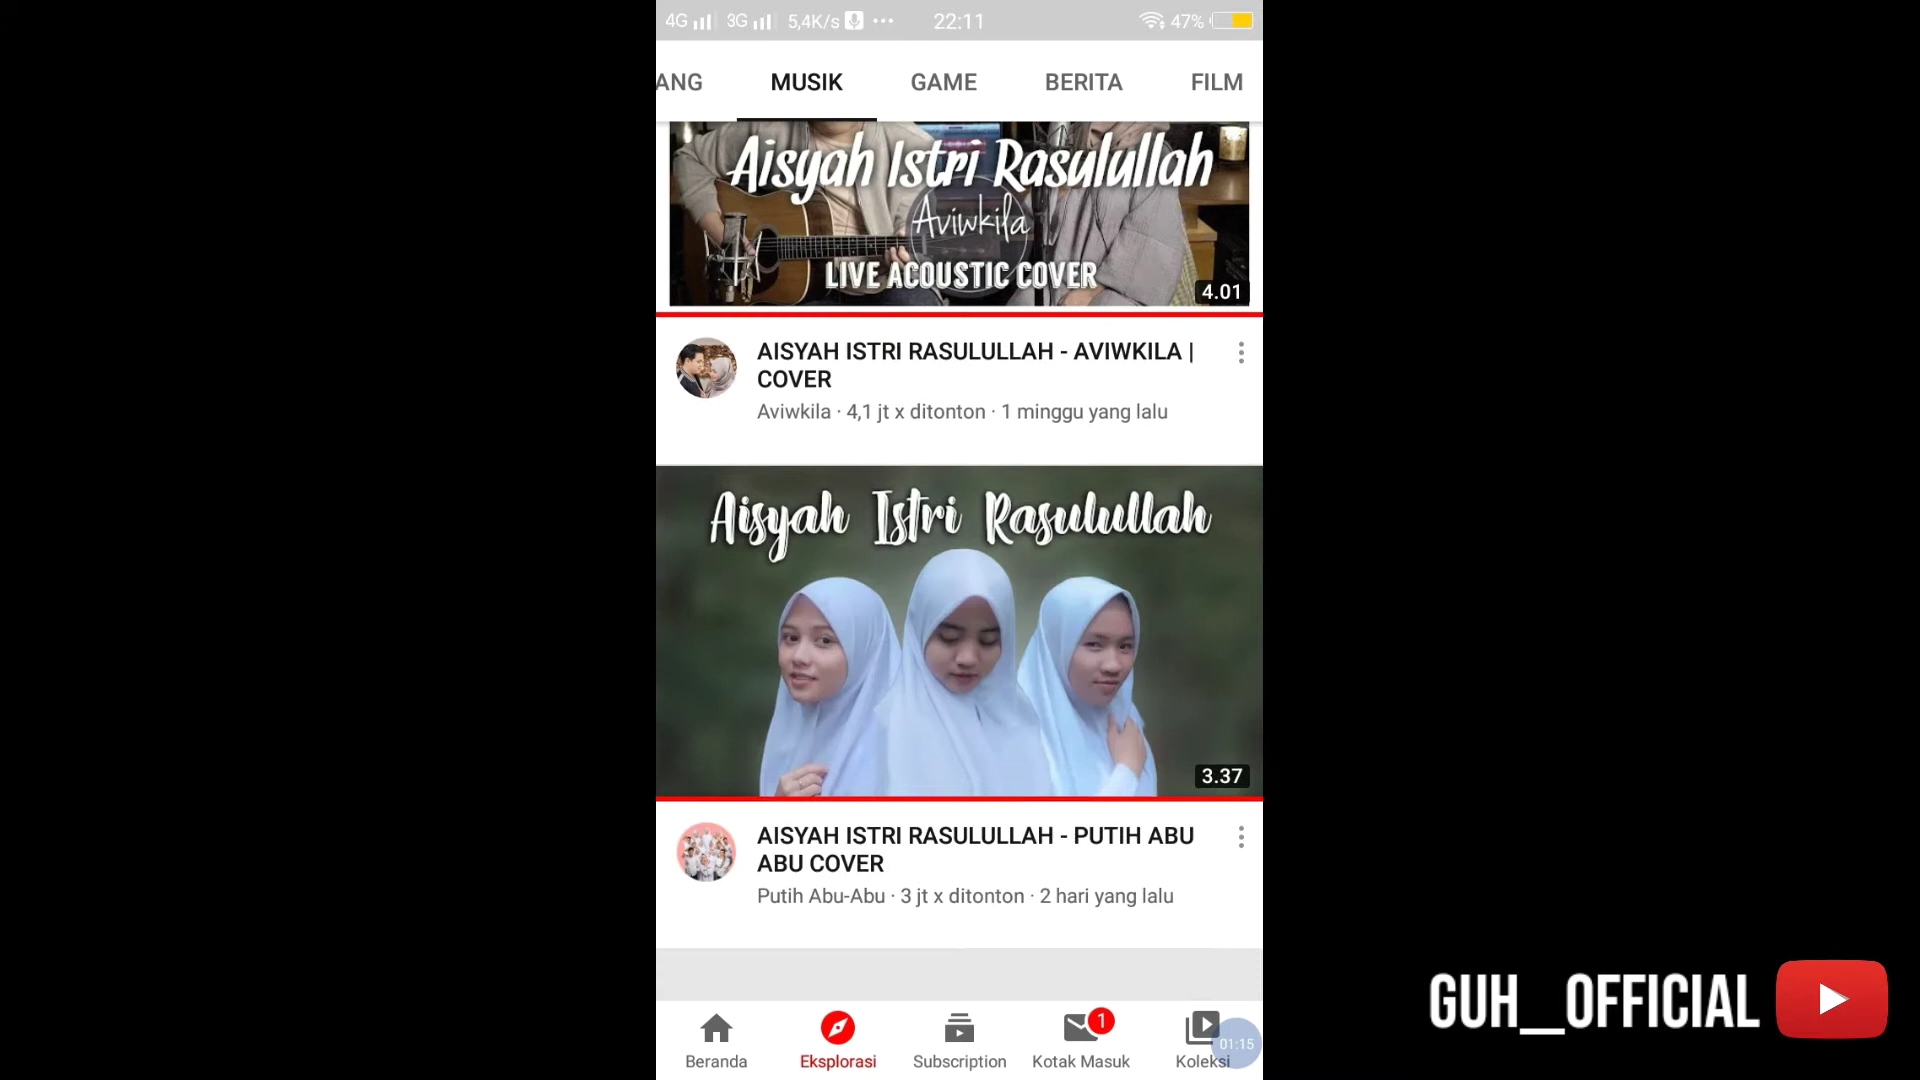 4G 3G 5,4K/s 22:11 47%
ANG MUSIK GAME BERITA FILM
Aisyah Istri Rasulullah
Aviwkila
LIVE ACOUSTIC COVER
4.01
AISYAH ISTRI RASULULLAH - AVIWKILA |
COVER
Aviwkila · 4,1 jt x ditonton · 1 minggu yang lalu
Aisyah Istri Rasulullah
3.37
AISYAH ISTRI RASULULLAH - PUTIH ABU
ABU COVER
Putih Abu-Abu · 3 jt x ditonton · 2 hari yang lalu
GUH__OFFICIAL
1
01:15
Beranda Eksplorasi Subscription Kotak Masuk Koleksi